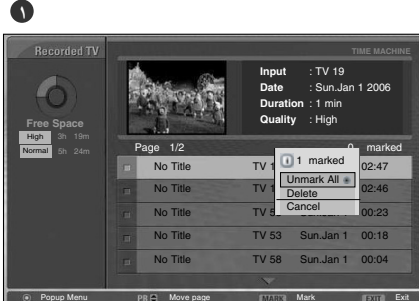 ١
Recorded TV
TIME MACHINE
Input : TV 19
Date : Sun.Jan 1 2006
Duration : 1 min
Quality : High
Free Space
High 3h 19m
Normal 5h 24m
Page 1/2
0 marked
No Title TV 1 02:47
No Title TV 1 02:46
No Title TV 5 00:23
No Title TV 53 Sun.Jan 1 00:18
No Title TV 58 Sun.Jan 1 00:04
i 1 marked
Unmark All
Delete
Cancel
Popup Menu PR Move page MARK Mark EXIT Exit